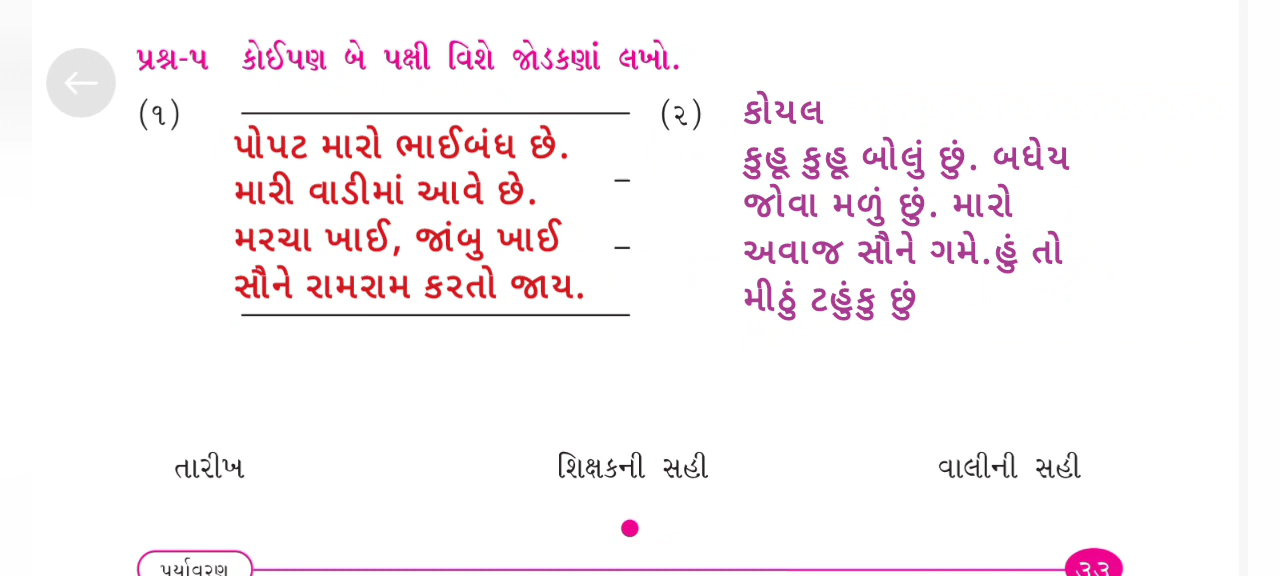 પ્રશ્ન-૫ કોઈપણ બે પક્ષી વિશે જોડકણાં લખો.
(૧)
પોપટ મારો ભાઈબંધ છે.
મારી વાડીમાં આવે છે.
મરચા ખાઈ, જાંબુ ખાઈ
સૌને રામરામ કરતો જાય.
(૨) કોયલ
કુહૂ કુહૂ બોલું છું. બધેય
જોવા મળું છું. મારો
અવાજ સૌને ગમે.હું તો
મીઠું ટહુંકુ છું
તારીખ શિક્ષકની સહી વાલીની સહી
પર્યાવરણ ૩૩